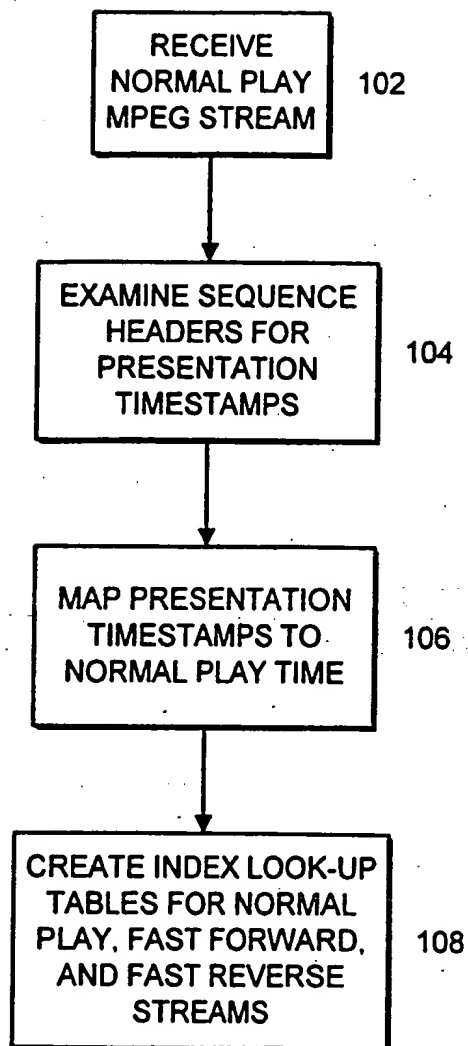 RECEIVE
NORMAL PLAY
MPEG STREAM
102
EXAMINE SEQUENCE
HEADERS FOR
PRESENTATION
TIMESTAMPS
104
MAP PRESENTATION
TIMESTAMPS TO
NORMAL PLAY TIME
106
CREATE INDEX LOOK-UP
TABLES FOR NORMAL
PLAY, FAST FORWARD,
AND FAST REVERSE
STREAMS
108